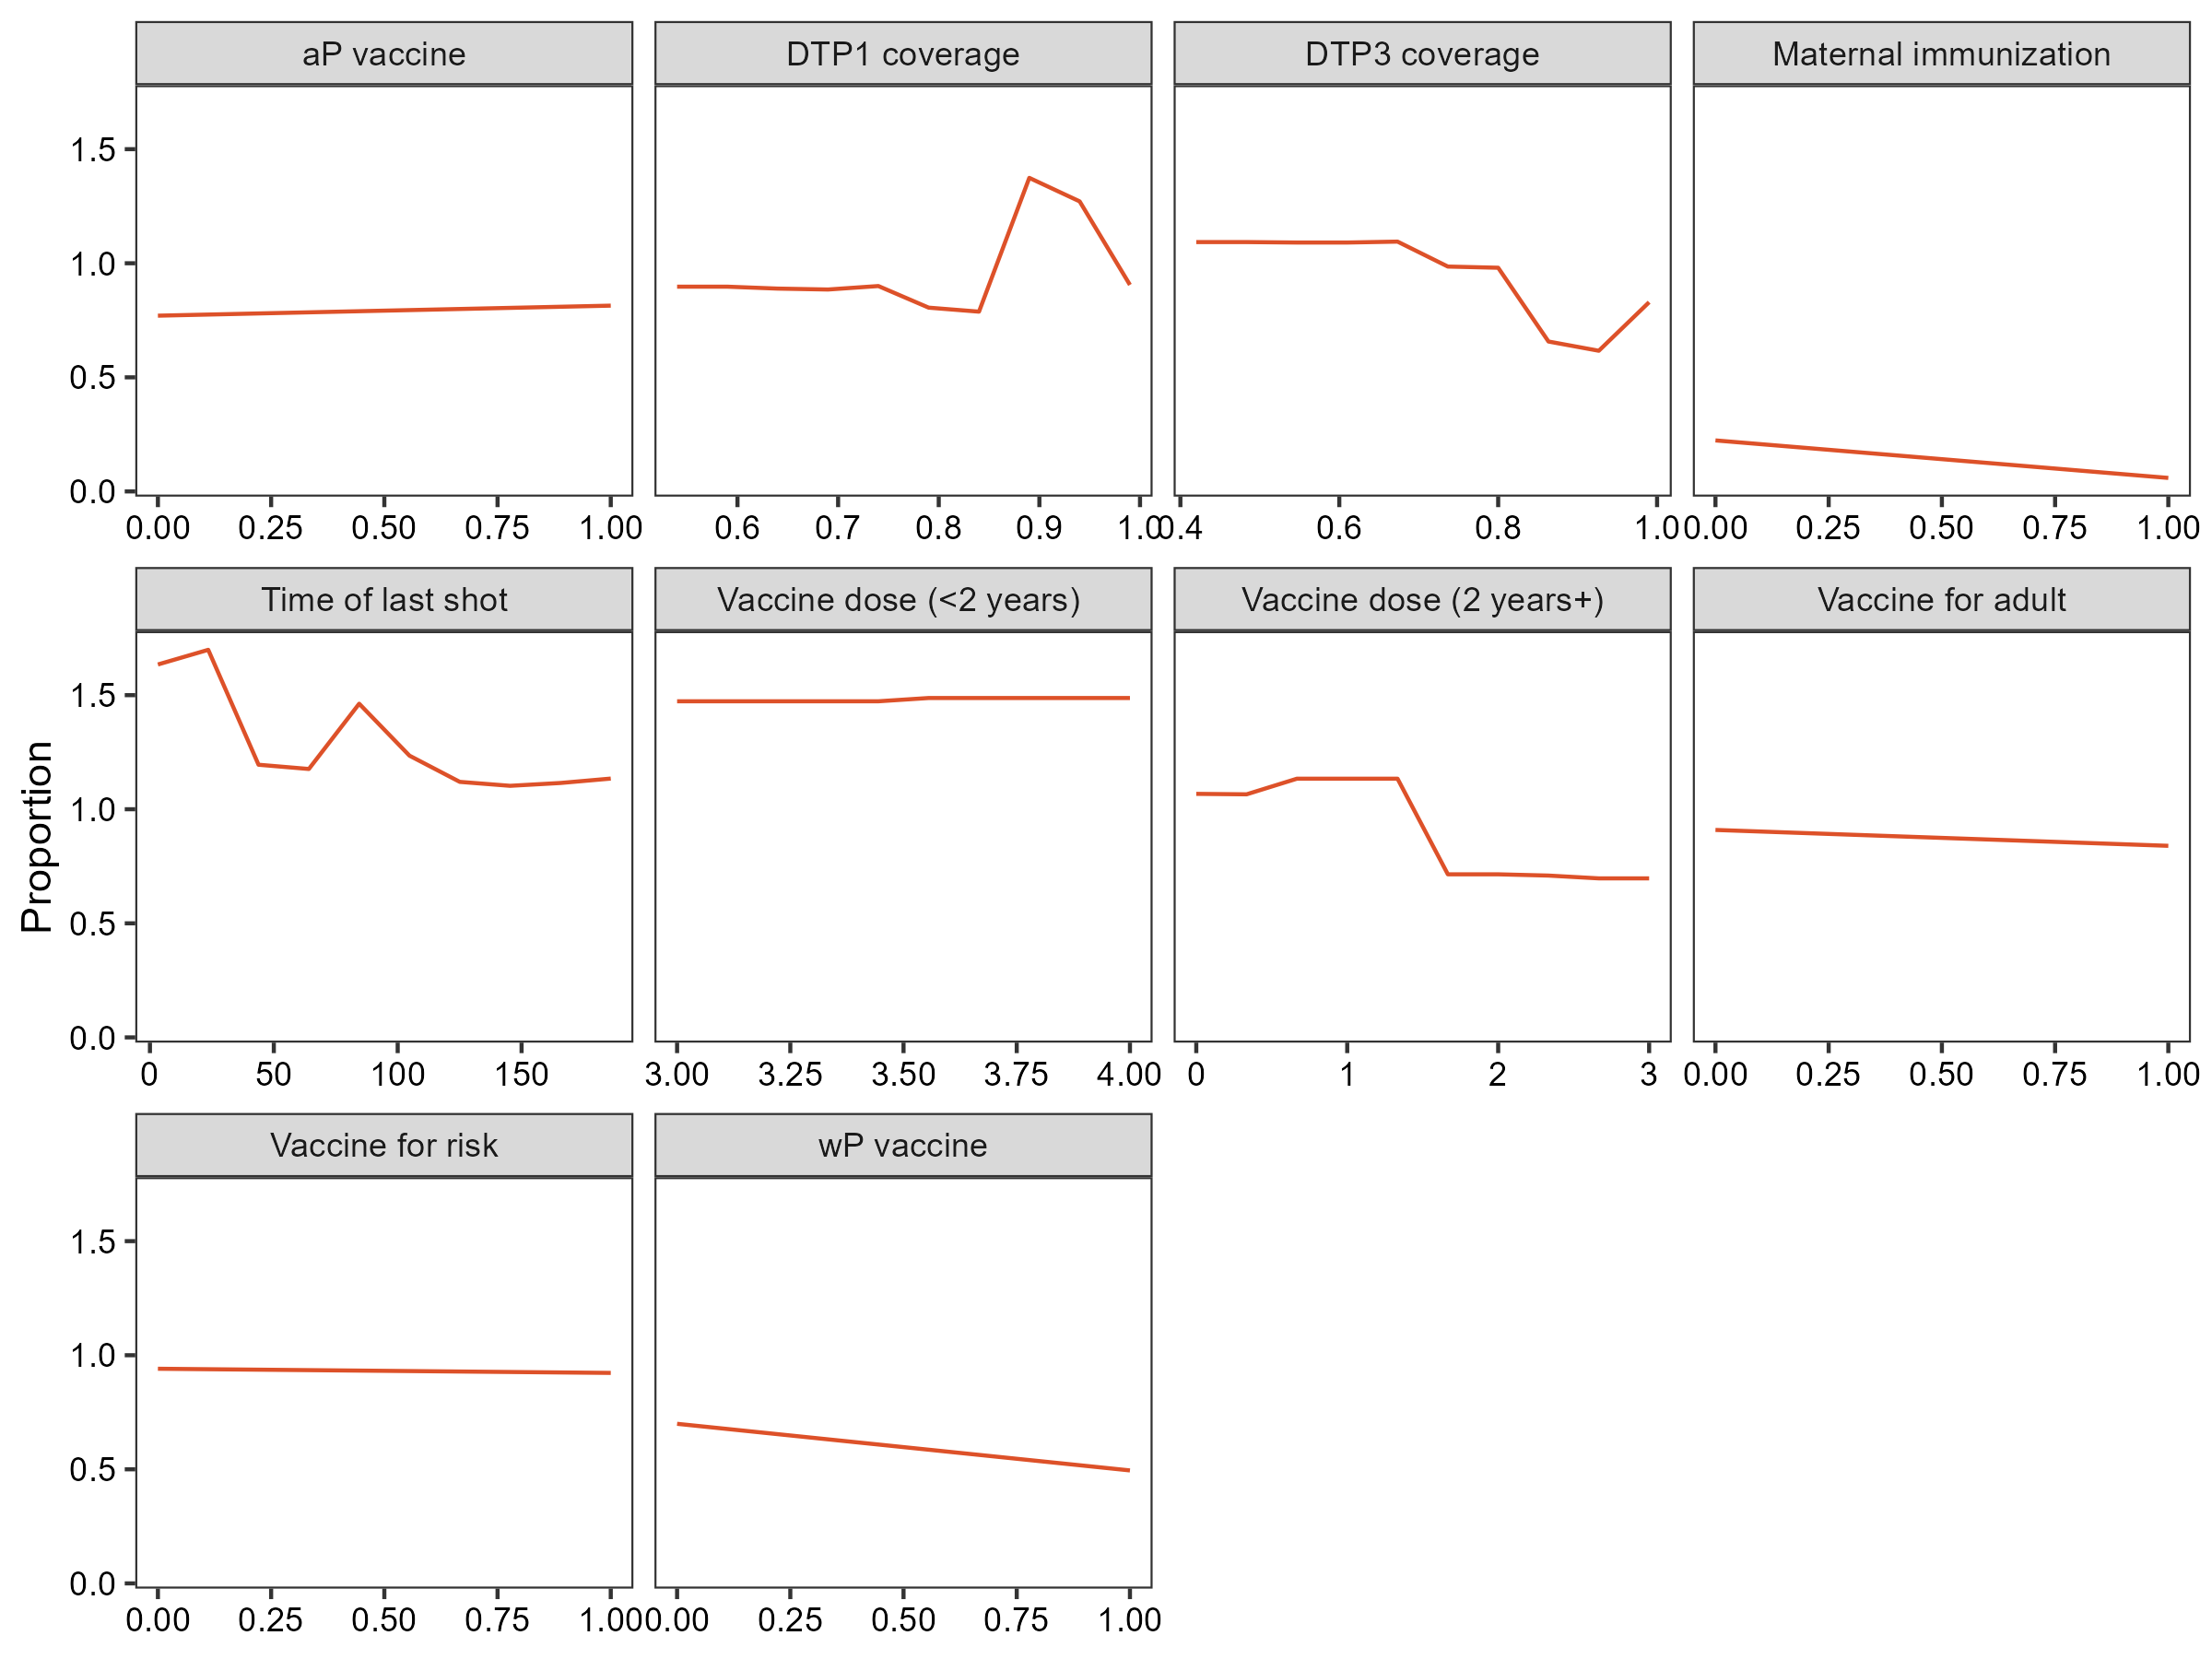 aP vaccine
DTP1 coverage
DTP3 coverage
Maternal immunization
1.5
1.0
0.5
0.0
0.00 0.25 0.50 0.75 1.00
0.6 0.7 0.8 0.9 1.0
0.4 0.6 0.8 1.0
0.00 0.25 0.50 0.75 1.00
Time of last shot
Vaccine dose (<2 years)
Vaccine dose (2 years+)
Vaccine for adult
Proportion
1.5
1.0
0.5
0.0
0 50 100 150
3.00 3.25 3.50 3.75 4.00
0 1 2 3
0.00 0.25 0.50 0.75 1.00
Vaccine for risk
wP vaccine
1.5
1.0
0.5
0.0
0.00 0.25 0.50 0.75 1.00
0.00 0.25 0.50 0.75 1.00